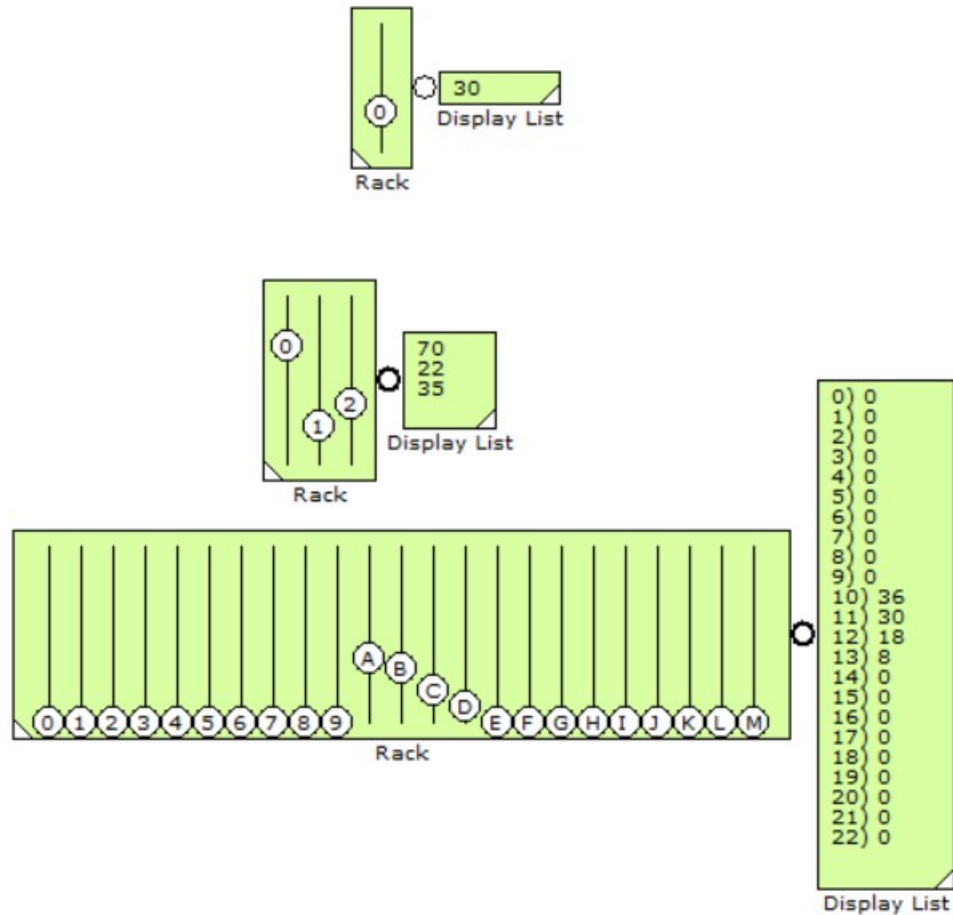 30
0
Display List
Rack
70
0
22
35
2
1
Display List
Rack
0) 0
1) 0
2) 0
3) 0
4) 0
5) 0
6) 0
7) 0
8) 0
9) 0
10) 36
11) 30
12) 18
13) 8
14) 0
15) 0
16) 0
17) 0
18) 0
19) 0
20) 0
21) 0
22) 0
A
B
C
D
0 1 2 3 4 5 6 7 8 9 E F G H I J K L M
Rack
Display List